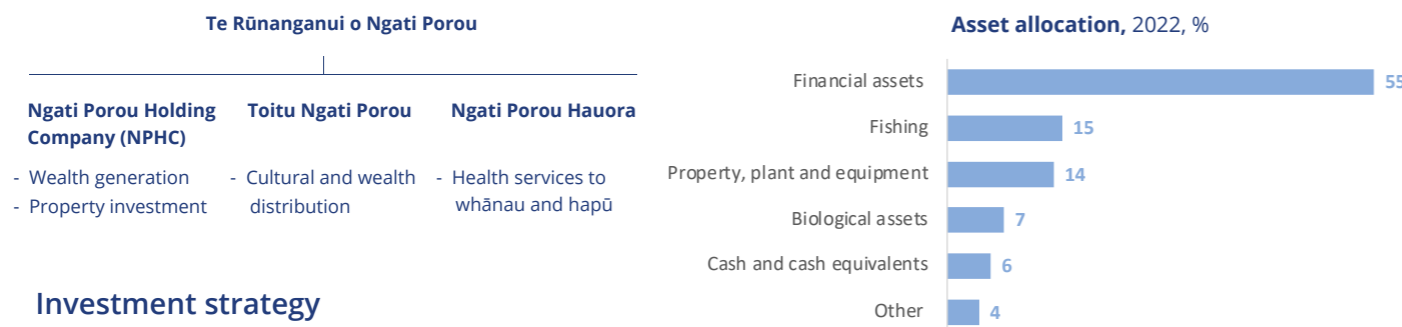 Te Rūnanganui o Ngati Porou
Ngati Porou Holding
Company (NPHC)
- Wealth generation
- Property investment
Toitu Ngati Porou
- Cultural and wealth
distribution
Ngati Porou Hauora
- Health services to
whānau and hapū
Investment strategy
Asset allocation, 2022, %
Financial assets 55
Fishing 15
Property, plant and equipment 14
Biological assets 7
Cash and cash equivalents 6
Other 4